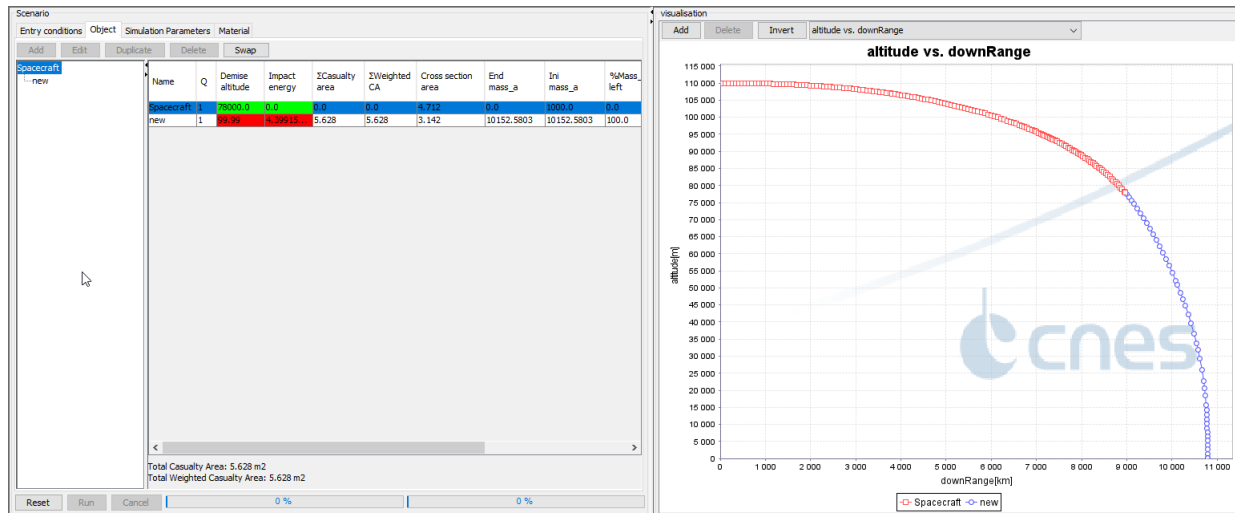 Scenario
Entry conditions Object Simulation Parameters Material
Add Edit Duplicate Delete Swap
Spacecraft
new
Name Q Demise altitude Impact energy ΣCasualty area ΣWeighted CA Cross section area End mass_a Ini mass_a %Mass_ left
Spacecraft 1 78000.0 0.0 0.0 0.0 4.712 0.0 1000.0 0.0
new 1 99.99 4.39915... 5.628 5.628 3.142 10152.5803 10152.5803 100.0
Total Casualty Area: 5.628 m2
Total Weighted Casualty Area: 5.628 m2
Reset Run Cancel 0 % 0 %
visualisation
Add Delete Invert altitude vs. downRange
altitude vs. downRange
115 000
110 000
105 000
100 000
95 000
90 000
85 000
80 000
75 000
70 000
65 000
60 000
55 000
50 000
45 000
40 000
35 000
30 000
25 000
20 000
15 000
10 000
5 000
0
altitude[m]
cnes
0 1 000 2 000 3 000 4 000 5 000 6 000 7 000 8 000 9 000 10 000 11 000
downRange[km]
Spacecraft new